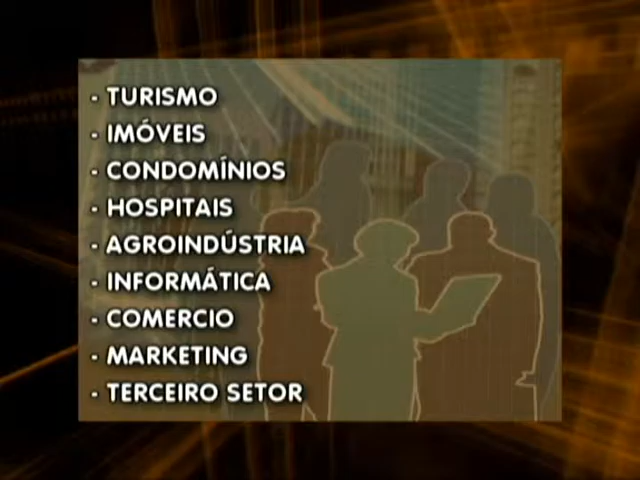 - TURISMO
- IMÓVEIS
- CONDOMÍNIOS
- HOSPITAIS
- AGROINDÚSTRIA
- INFORMÁTICA
- COMERCIO
- MARKETING
- TERCEIRO SETOR